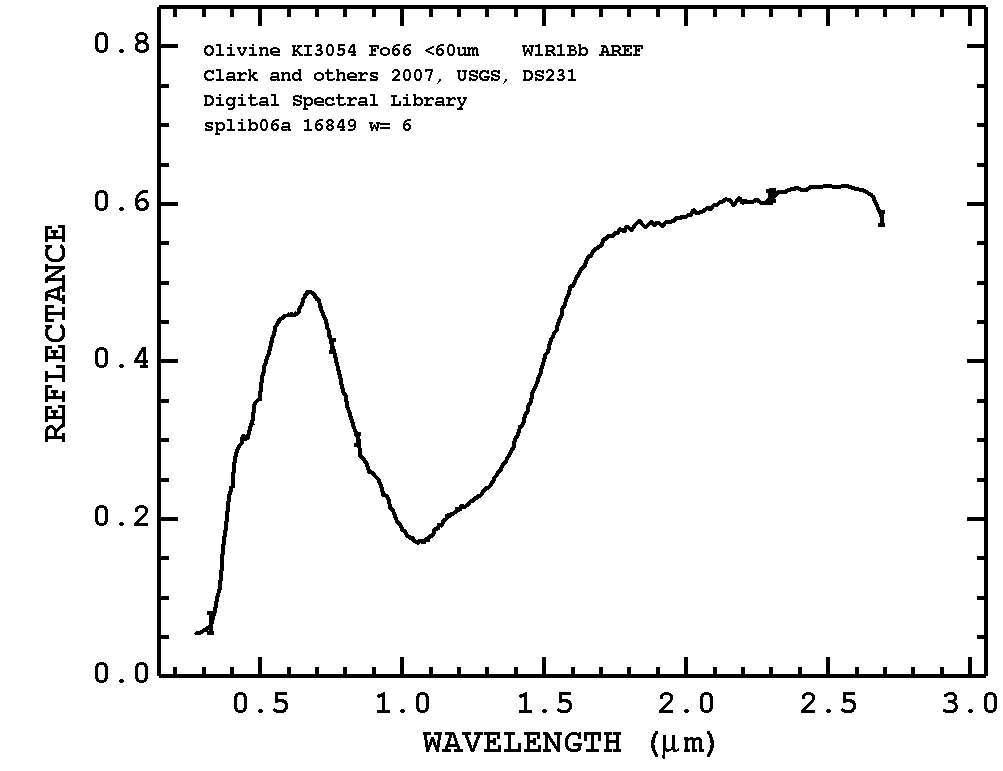 0.8
Olivine KI3054 Fo66 <60um    W1R1Bb AREF
Clark and others 2007, USGS, DS231
Digital Spectral Library
splib06a 16849 w= 6
0.6
REFLECTANCE
0.4
0.2
0.0
0.5 1.0 1.5 2.0 2.5 3.0
WAVELENGTH (μm)